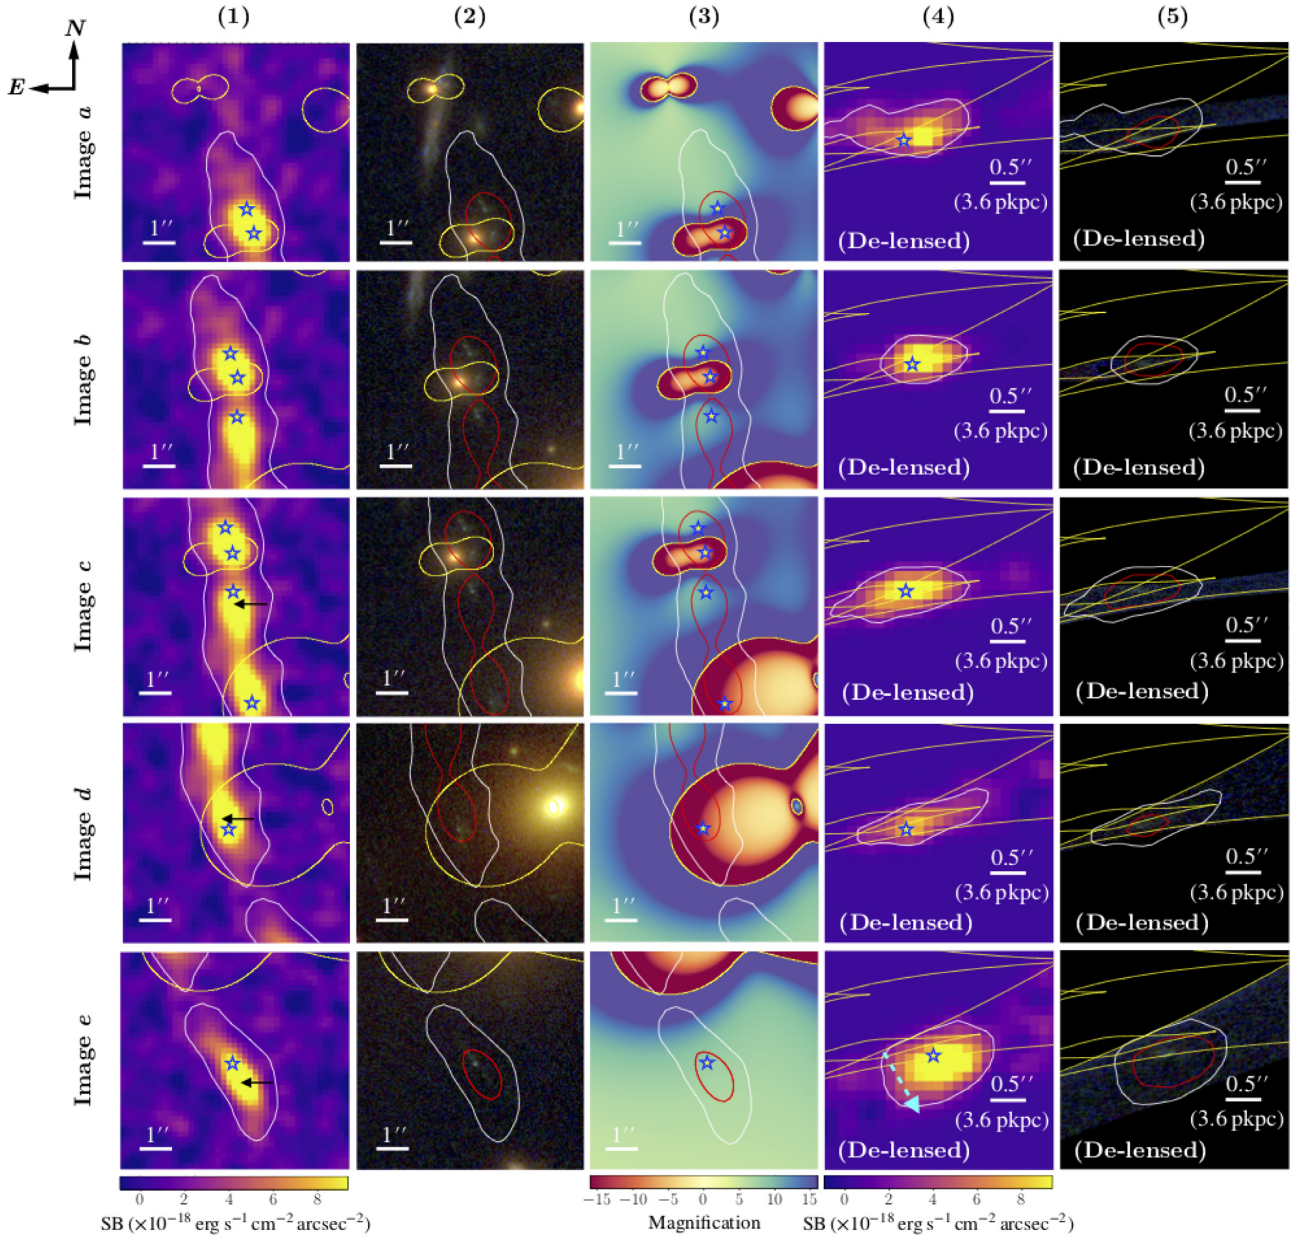 (1) (2) (3) (4) (5)
N
E
Image a
1′′ 1′′ 1′′ 0.5′′ 0.5′′
(3.6 pkpc) (3.6 pkpc)
(De-lensed) (De-lensed)
Image b
1′′ 1′′ 1′′ 0.5′′ 0.5′′
(3.6 pkpc) (3.6 pkpc)
(De-lensed) (De-lensed)
Image c
1′′ 1′′ 1′′ 0.5′′ 0.5′′
(3.6 pkpc) (3.6 pkpc)
(De-lensed) (De-lensed)
Image d
1′′ 1′′ 1′′ 0.5′′ 0.5′′
(3.6 pkpc) (3.6 pkpc)
(De-lensed) (De-lensed)
Image e
1′′ 1′′ 1′′ 0.5′′ 0.5′′
(3.6 pkpc) (3.6 pkpc)
(De-lensed) (De-lensed)
0 2 4 6 8 −15 −10 −5 0 5 10 15 0 2 4 6 8
SB (×10⁻¹⁸ erg s⁻¹ cm⁻² arcsec⁻²) Magnification SB (×10⁻¹⁸ erg s⁻¹ cm⁻² arcsec⁻²)